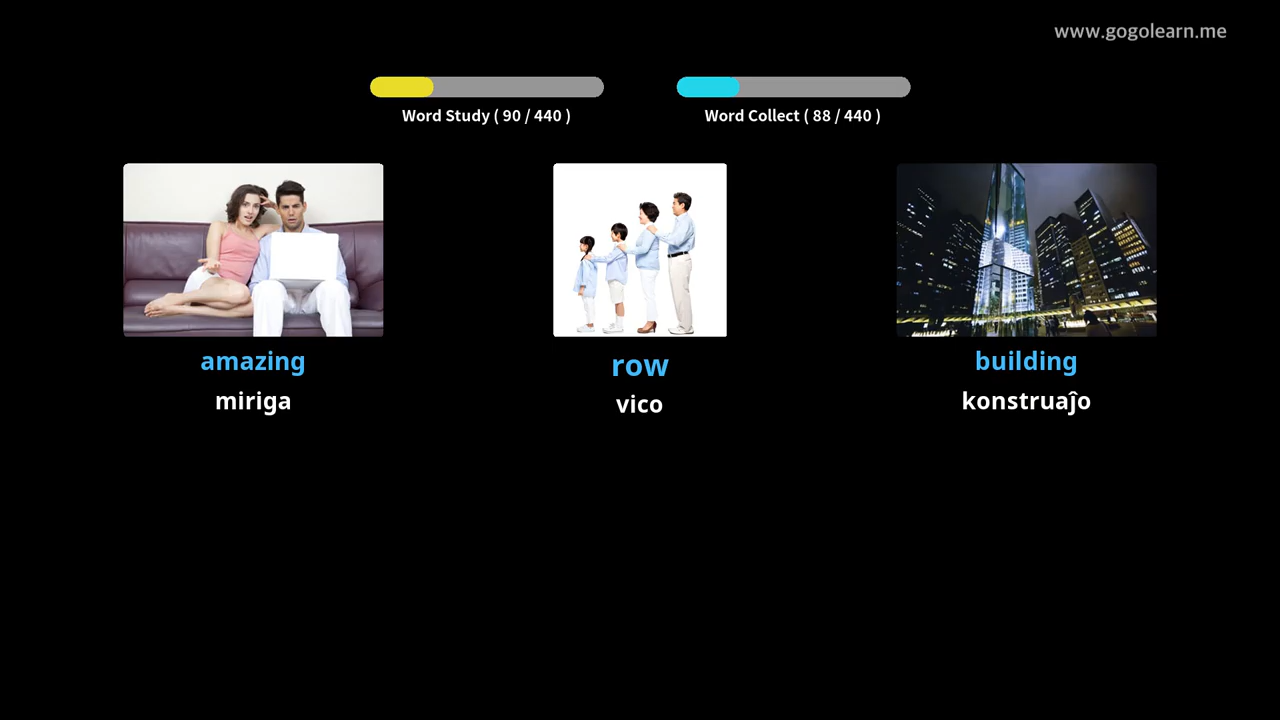 www.gogolearn.me
Word Study ( 90 / 440 )
Word Collect ( 88 / 440 )
amazing
miriga
row
vico
building
konstruaĵo